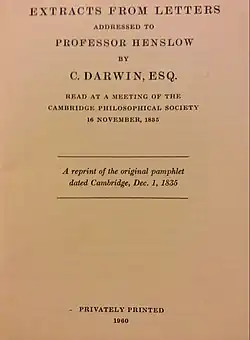 EXTRACTS FROM LETTERS
ADDRESSED TO
PROFESSOR HENSLOW
BY
C. DARWIN, ESQ.
READ AT A MEETING OF THE
CAMBRIDGE PHILOSOPHICAL SOCIETY
16 NOVEMBER, 1835
A reprint of the original pamphlet
dated Cambridge, Dec. 1, 1835
PRIVATELY PRINTED
1960